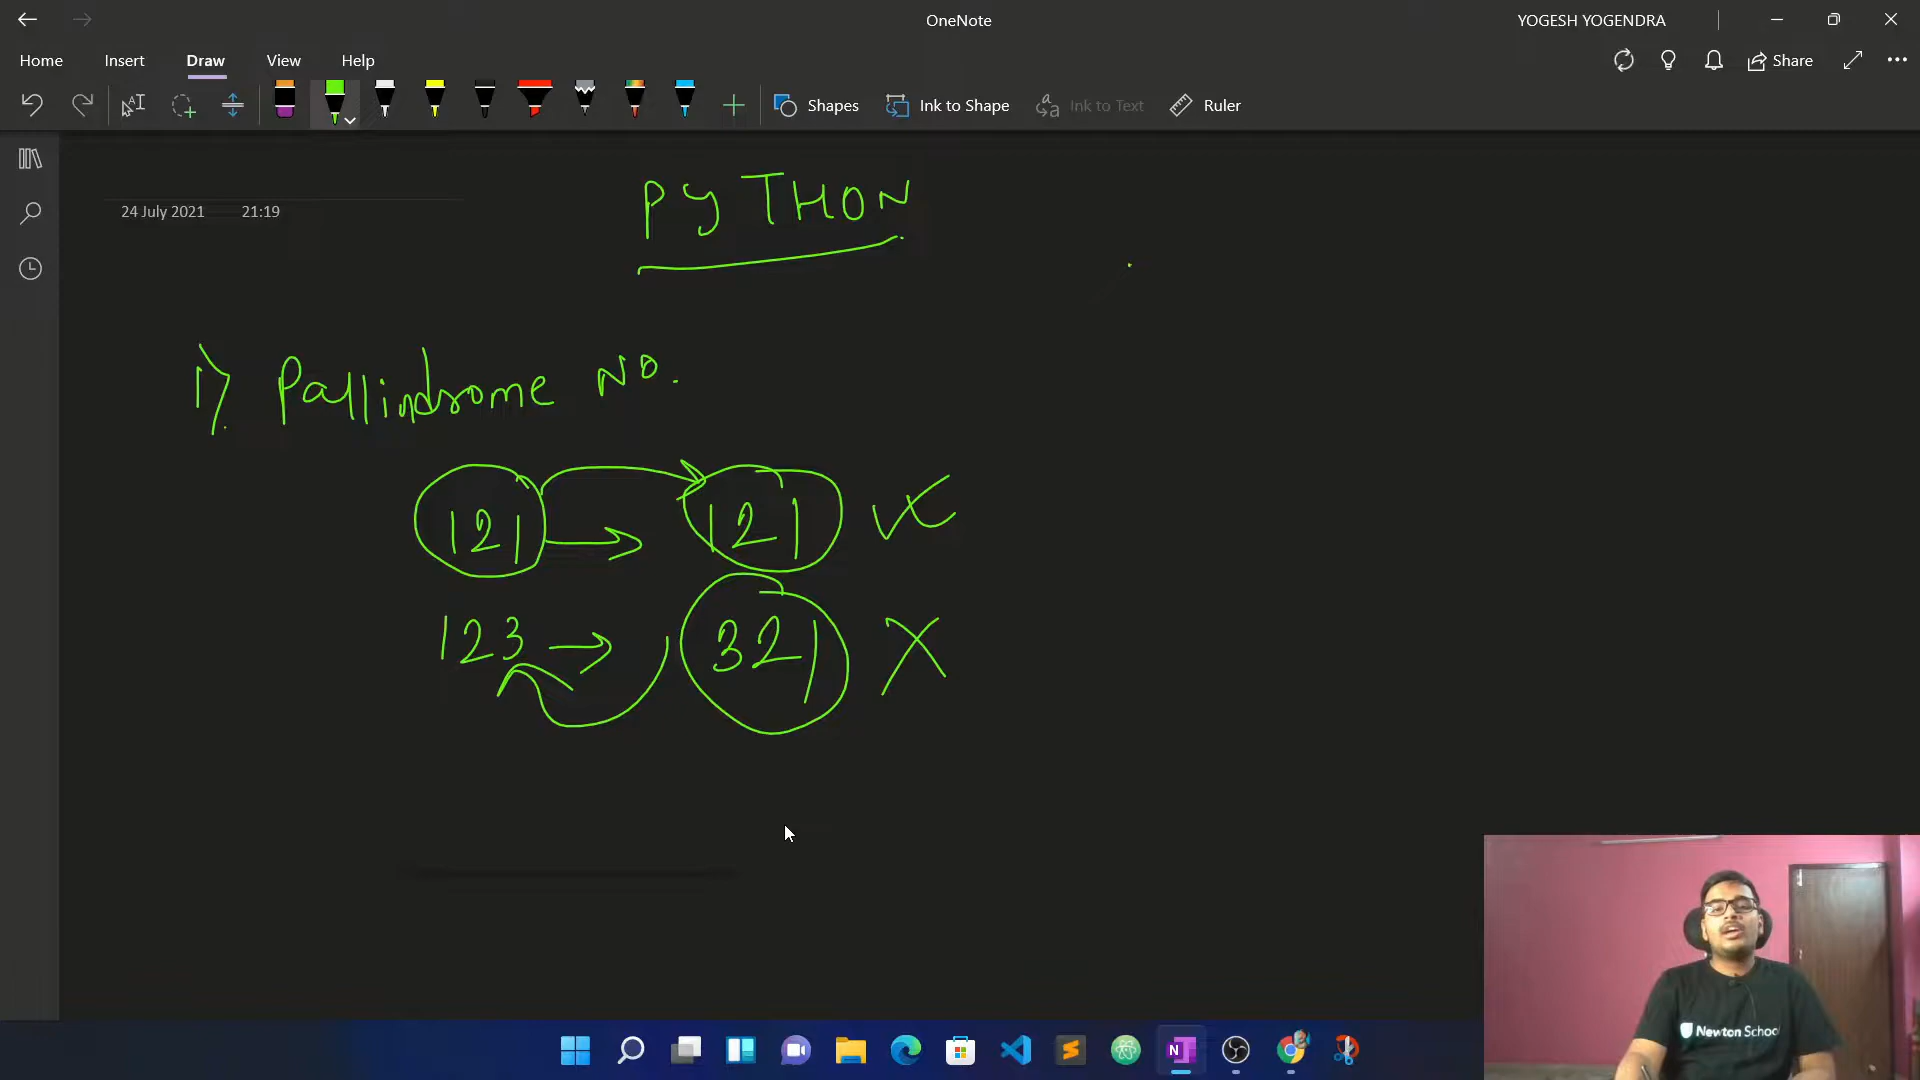 OneNote
YOGESH YOGENDRA
Home Insert Draw View Help
Share
Shapes Ink to Shape Ink to Text Ruler
24 July 2021 21:19
PYTHON
1) Pallindrome No.
121 → 121
123 → 321 X
Newton School